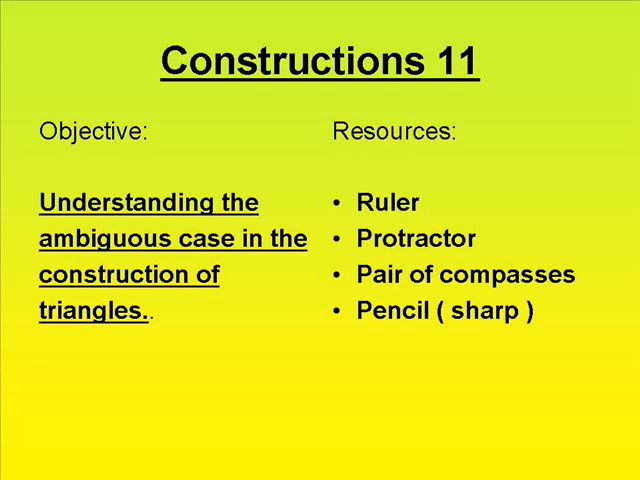 Constructions 11
Objective:
Understanding the
ambiguous case in the
construction of
triangles..
Resources:
• Ruler
• Protractor
• Pair of compasses
• Pencil ( sharp )